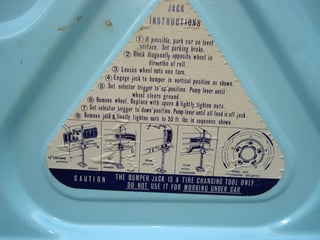 JACK
INSTRUCTIONS
① If possible, park car on level
surface. Set parking brake.
② Block diagonally opposite wheel in
direction of roll.
③ Loosen wheel nuts one turn.
④ Engage jack to bumper in vertical position as shown.
⑤ Set selector trigger to "up" position. Pump lever until
wheel clears ground.
⑥ Remove wheel, Replace with spare & lightly tighten nuts.
⑦ Set selector trigger to "down" position. Pump lever until all load is off jack.
⑧ Remove jack & finally tighten nuts to 55 ft. lbs in sequence shown.
CAUTION THE BUMPER JACK IS A TIRE CHANGING TOOL ONLY...
DO NOT USE IT FOR WORKING UNDER CAR